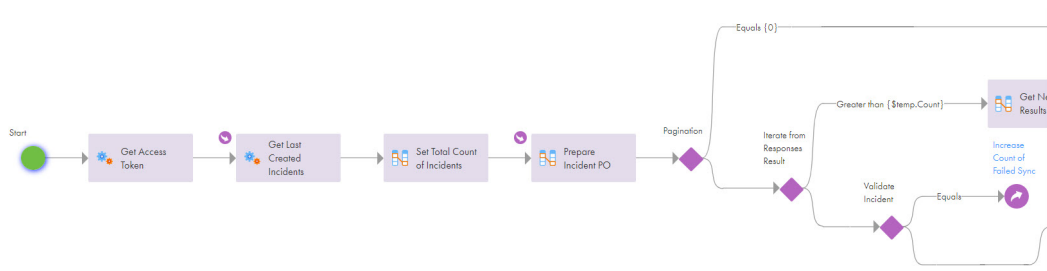 Equals {0}
Greater than {$temp.Count}
Get Ne
Results
Start
Get Access
Token
Get Last
Created
Incidents
Set Total Count
of Incidents
Prepare
Incident PO
Pagination
Iterate from
Responses
Result
Increase
Count of
Failed Sync
Validate
Incident
Equals